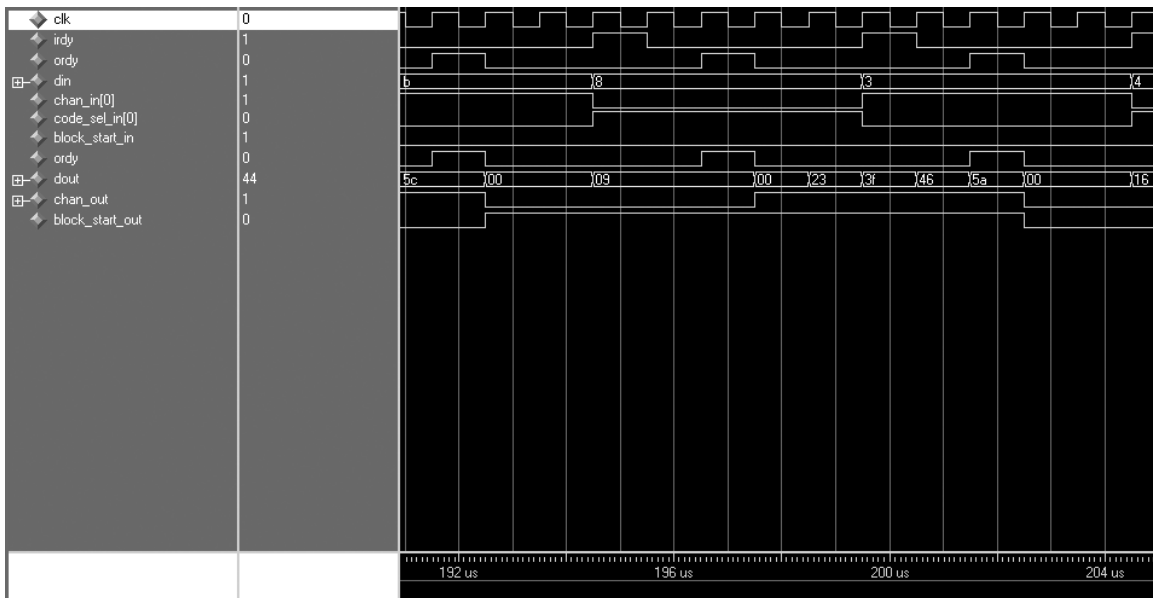 clk 0
irdy 1
ordy 0
din 1 b 8 3 4
chan_in[0] 1
code_sel_in[0] 0
block_start_in 1
ordy 0
dout 44 5c 00 09 00 23 3f 46 5a 00 16
chan_out 1
block_start_out 0
192 us 196 us 200 us 204 us